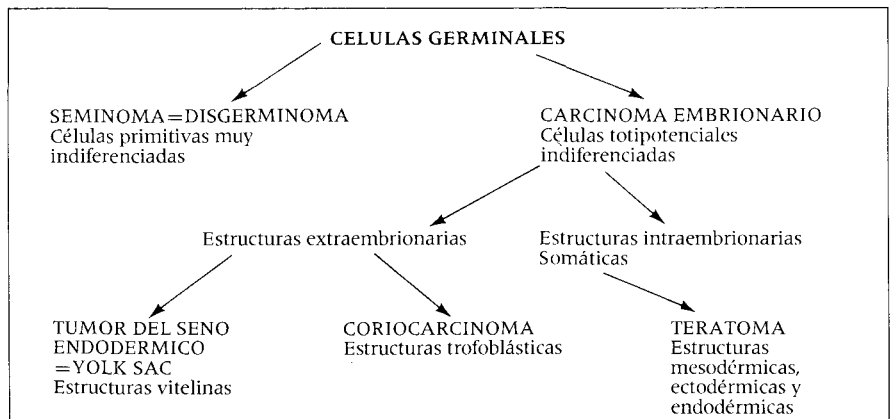 CELULAS GERMINALES
SEMINOMA=DISGERMINOMA
Células primitivas muy
indiferenciadas
CARCINOMA EMBRIONARIO
Células totipotenciales
indiferenciadas
Estructuras extraembrionarias
Estructuras intraembrionarias
Somáticas
TUMOR DEL SENO
ENDODERMICO
=YOLK SAC
Estructuras vitelinas
CORIOCARCINOMA
Estructuras trofoblásticas
TERATOMA
Estructuras
mesodérmicas,
ectodérmicas y
endodérmicas